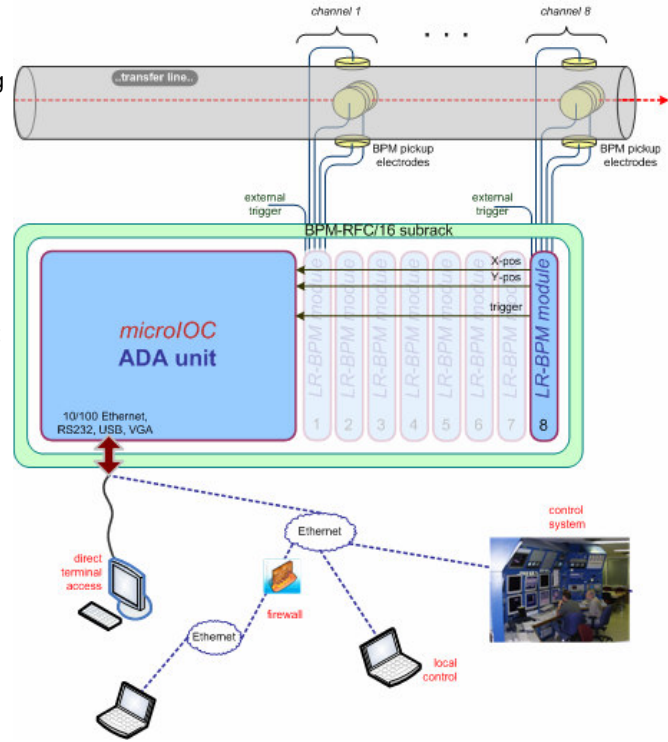 channel 1
. . .
channel 8
g
..transfer line..
BPM pickup
electrodes
BPM pickup
electrodes
external
trigger
external
trigger
BPM-RFC/16 subrack
X-pos
Y-pos
trigger
microIOC
ADA unit
10/100 Ethernet,
RS232, USB, VGA
LR-BPM module
1
LR-BPM module
2
LR-BPM module
3
LR-BPM module
4
LR-BPM module
5
LR-BPM module
6
LR-BPM module
7
LR-BPM module
8
Ethernet
control
system
direct
terminal
access
firewall
Ethernet
local
control